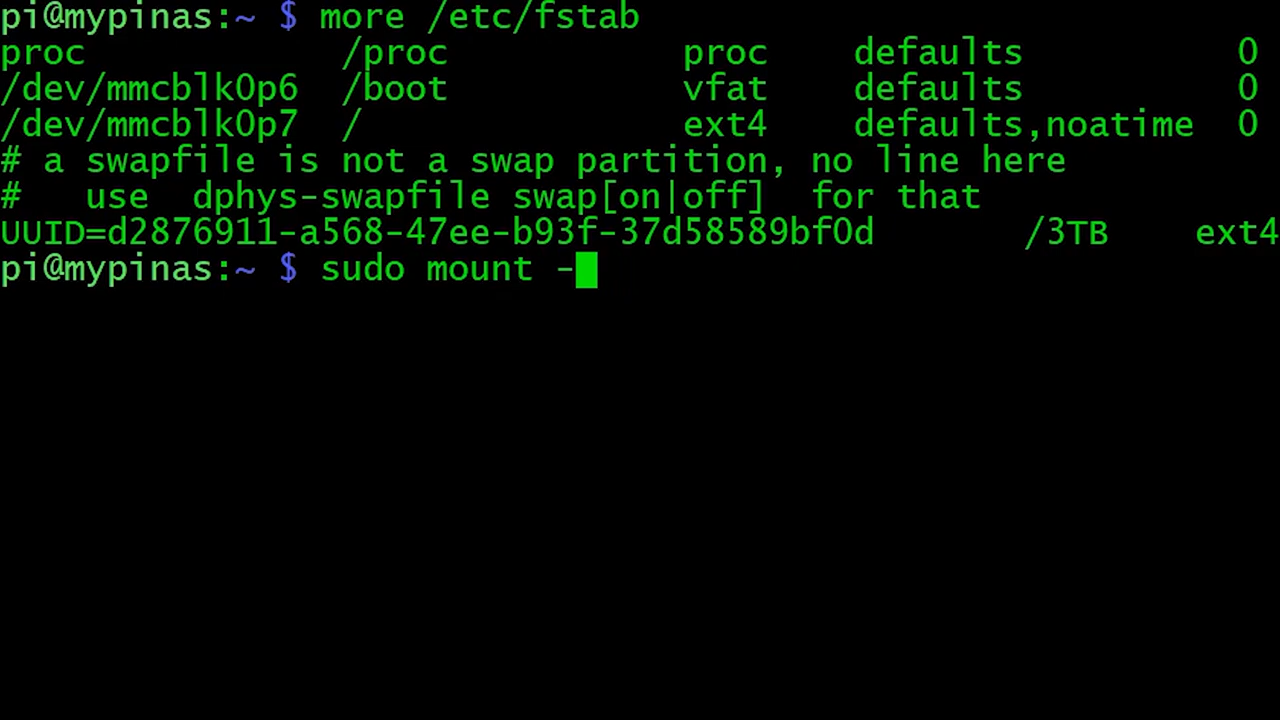 pi@mypinas:~ $ more /etc/fstab
proc /proc proc defaults 0
/dev/mmcblk0p6 /boot vfat defaults 0
/dev/mmcblk0p7 / ext4 defaults,noatime 0
# a swapfile is not a swap partition, no line here
#   use  dphys-swapfile swap[on|off]  for that
UUID=d2876911-a568-47ee-b93f-37d58589bf0d /3TB ext4
pi@mypinas:~ $ sudo mount -